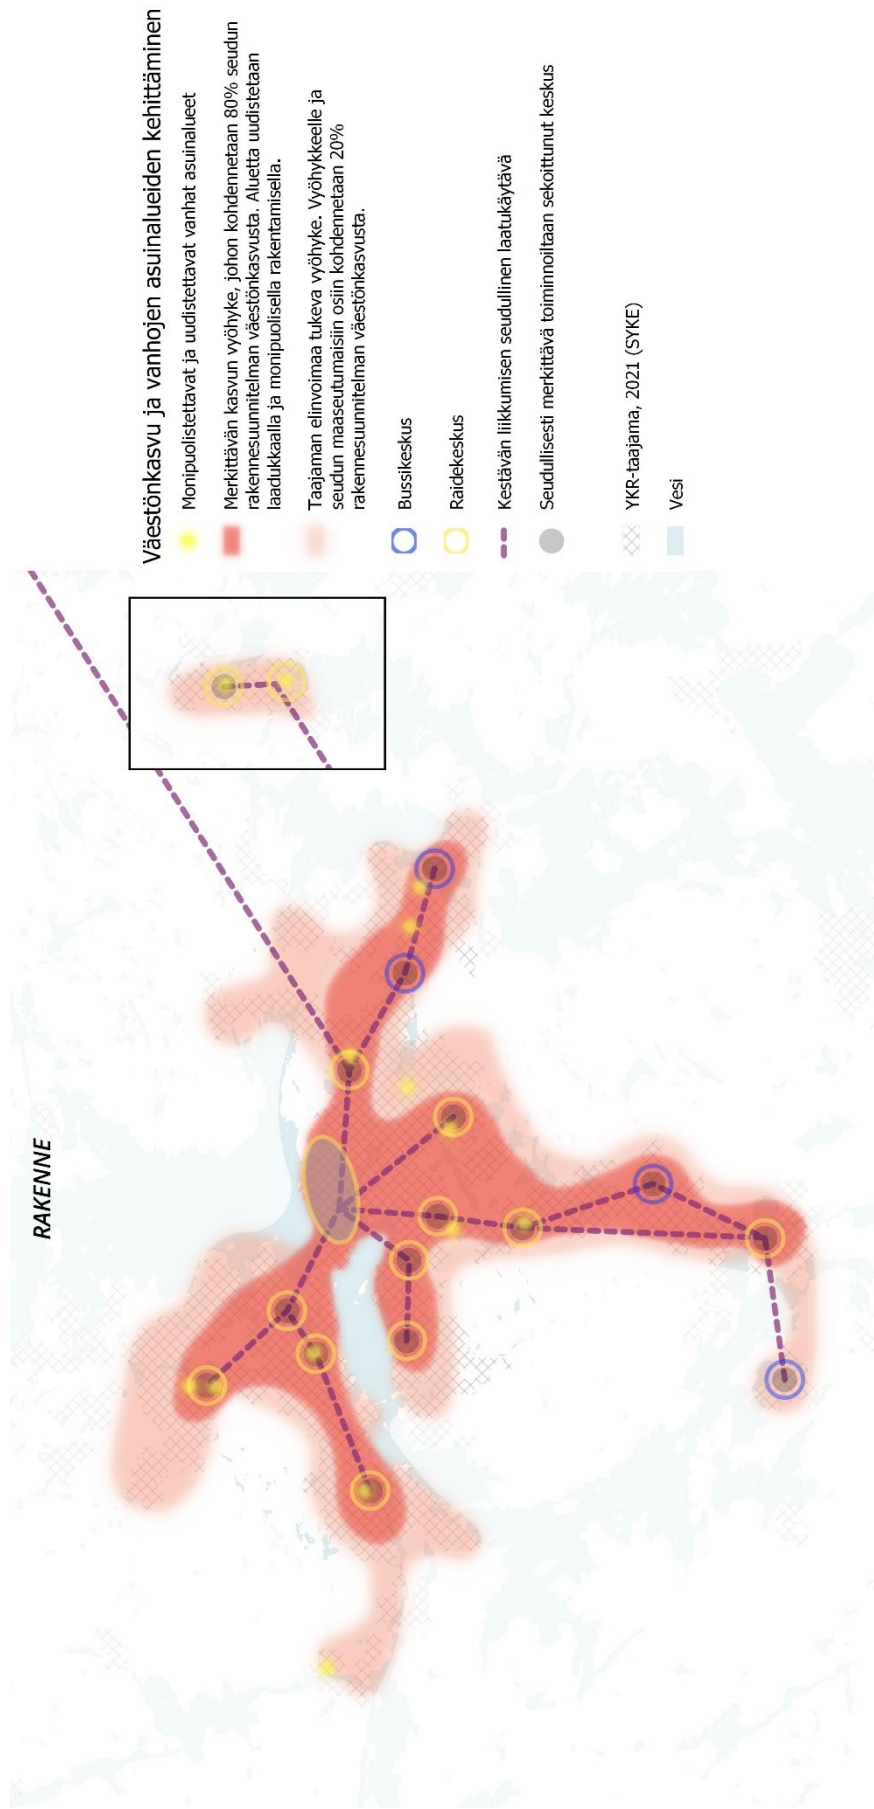 RAKENNE
Väestönkasvu ja vanhojen asuinalueiden kehittäminen
Monipuolistettavat ja uudistettavat vanhat asuinalueet
Merkittävän kasvun vyöhyke, johon kohdennetaan 80% seudun
rakennesuunnitelman väestönkasvusta. Aluetta uudistetaan
laadukkaalla ja monipuolisella rakentamisella.
Taajaman elinvoimaa tukeva vyöhyke. Vyöhykkeelle ja
seudun maaseutumaisiin osiin kohdennetaan 20%
rakennesuunnitelman väestönkasvusta.
Bussikeskus
Raidekeskus
Kestävän liikkumisen seudullinen laatukäytävä
Seudullisesti merkittävä toiminnoiltaan sekoittunut keskus
YKR-taajama, 2021 (SYKE)
Vesi